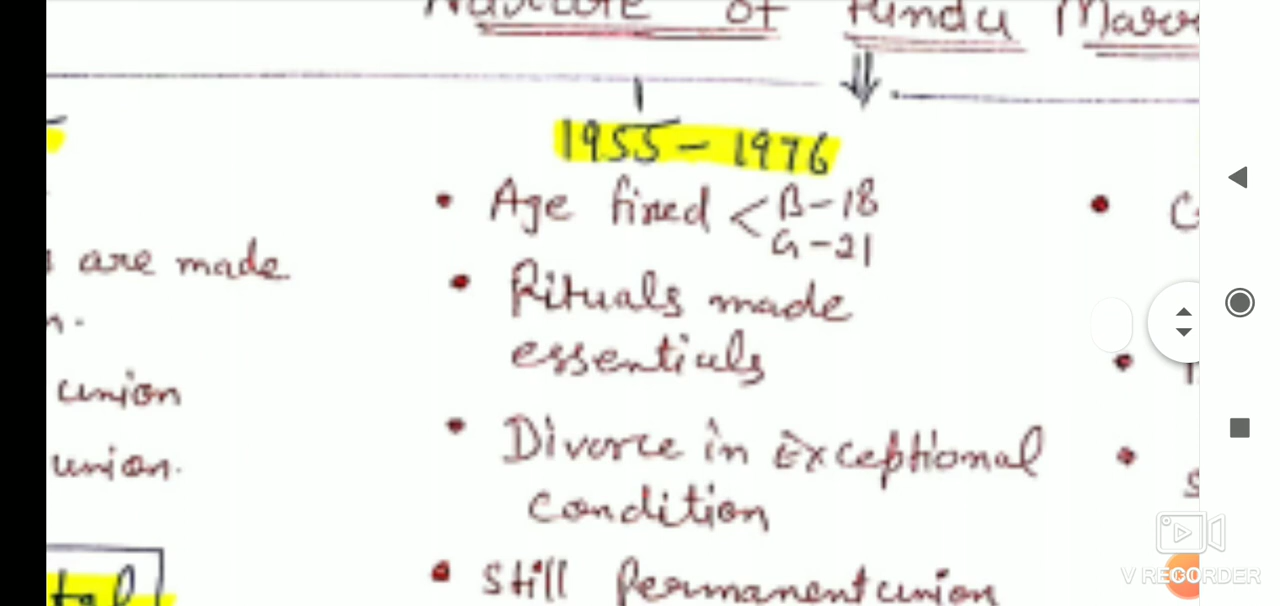 of Hindu
1955 - 1976
• Age fixed < B-18
G-21
are made
• Rituals made
essentials
union
• Divorce in Exceptional
union.
condition
• Still permanent union
V RECORDER